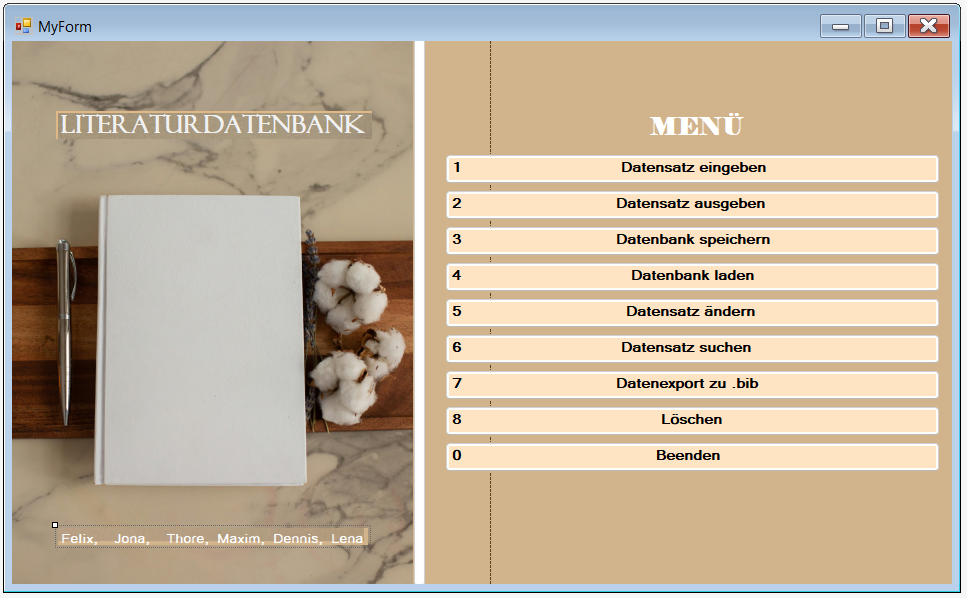 MyForm
LITERATURDATENBANK
Felix, Jona, Thore, Maxim, Dennis, Lena
MENÜ
1 Datensatz eingeben
2 Datensatz ausgeben
3 Datenbank speichern
4 Datenbank laden
5 Datensatz ändern
6 Datensatz suchen
7 Datenexport zu .bib
8 Löschen
0 Beenden